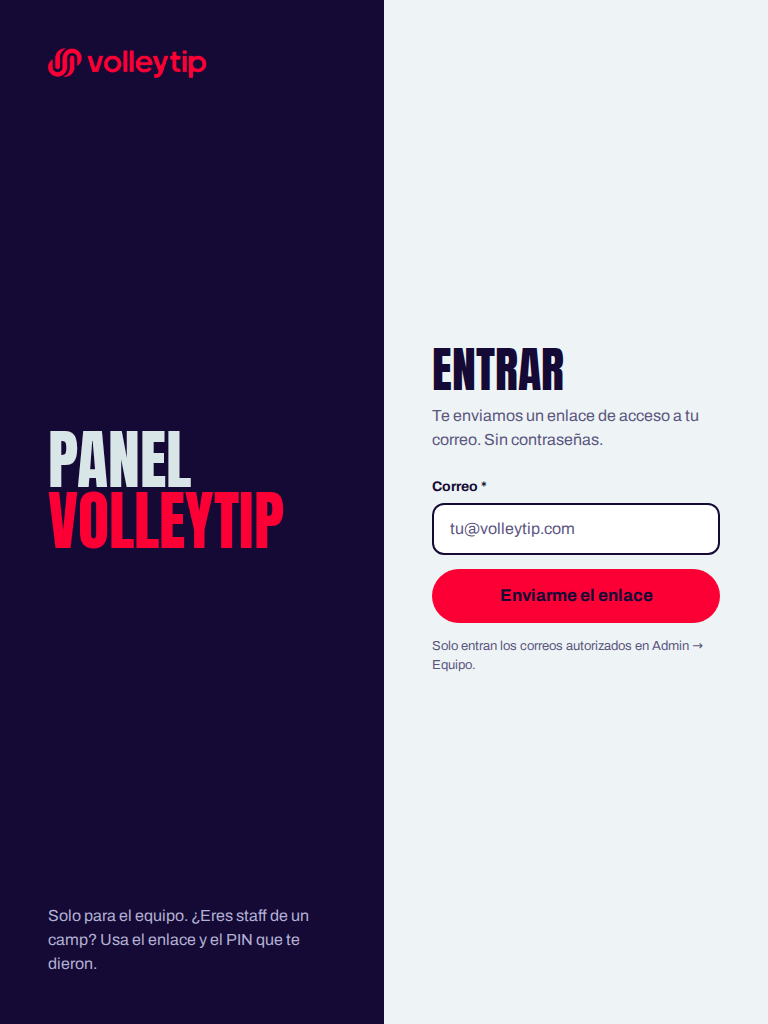 volleytip
PANEL
VOLLEYTIP
Solo para el equipo. ¿Eres staff de un
camp? Usa el enlace y el PIN que te
dieron.
ENTRAR
Te enviamos un enlace de acceso a tu
correo. Sin contraseñas.
Correo *
tu@volleytip.com
Enviarme el enlace
Solo entran los correos autorizados en Admin →
Equipo.